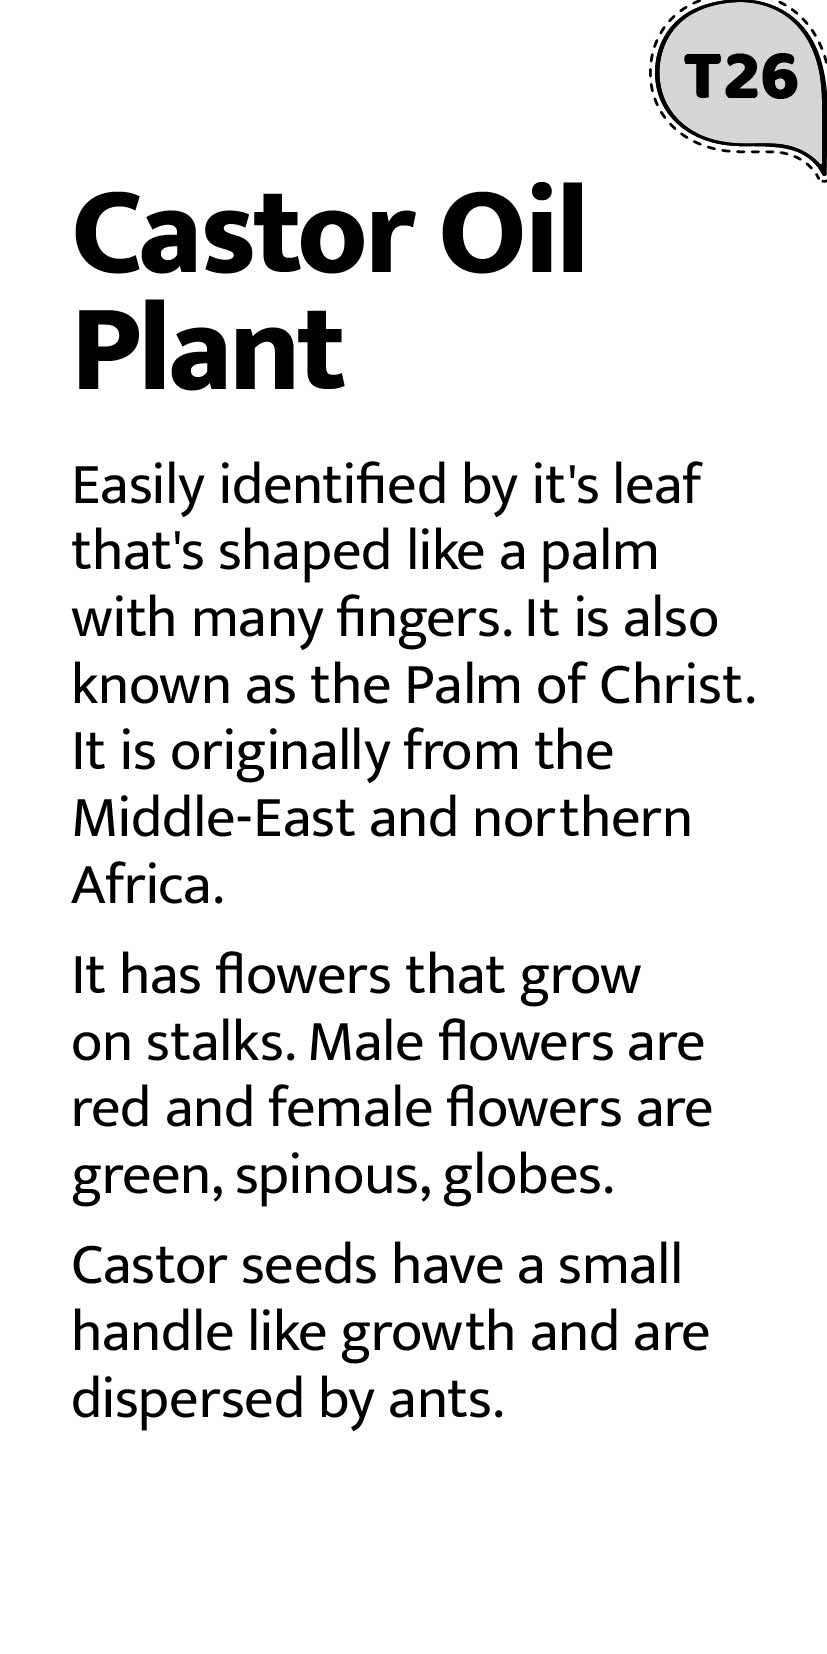 T26
Castor Oil
Plant
Easily identified by it's leaf
that's shaped like a palm
with many fingers. It is also
known as the Palm of Christ.
It is originally from the
Middle-East and northern
Africa.
It has flowers that grow
on stalks. Male flowers are
red and female flowers are
green, spinous, globes.
Castor seeds have a small
handle like growth and are
dispersed by ants.